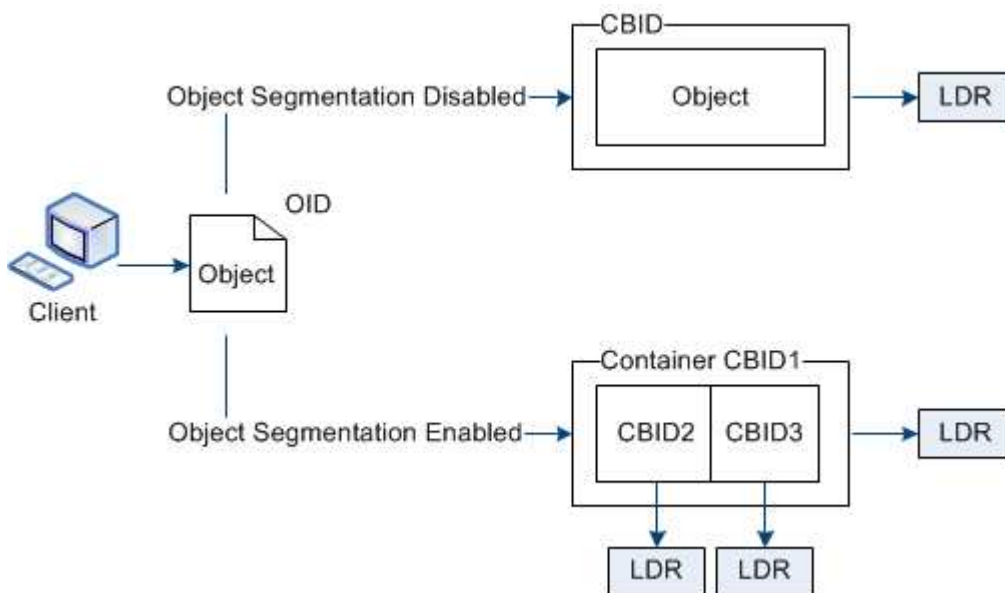 CBID
Object Segmentation Disabled
Object
LDR
OID
Object
Client
Container CBID1
Object Segmentation Enabled
CBID2
CBID3
LDR
LDR
LDR